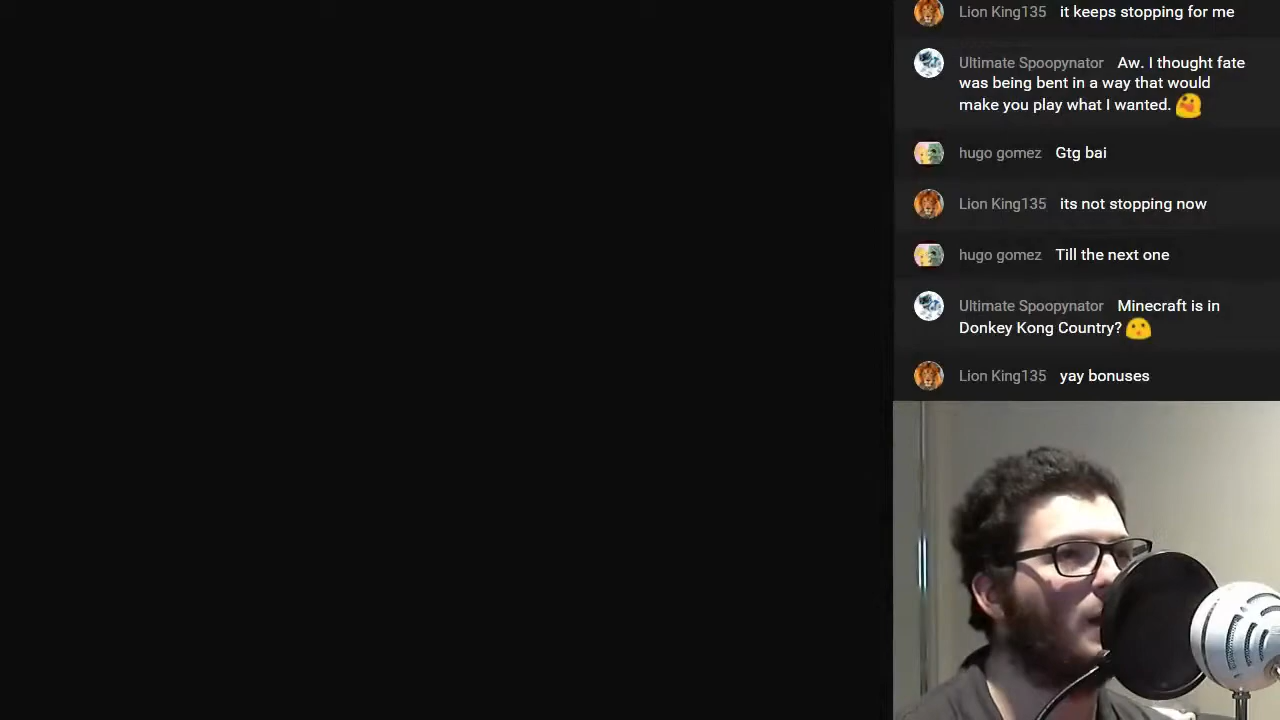 Lion King135 it keeps stopping for me
Ultimate Spoopynator Aw. I thought fate
was being bent in a way that would
make you play what I wanted.
hugo gomez Gtg bai
Lion King135 its not stopping now
hugo gomez Till the next one
Ultimate Spoopynator Minecraft is in
Donkey Kong Country?
Lion King135 yay bonuses